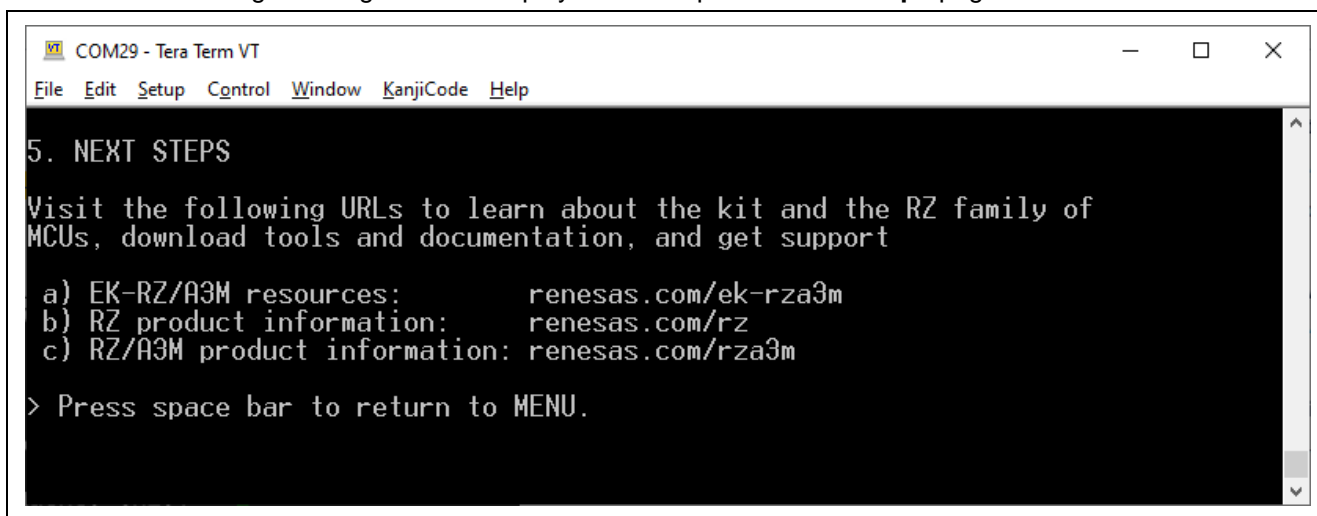 COM29 - Tera Term VT
File Edit Setup Control Window KanjiCode Help
5. NEXT STEPS
Visit the following URLs to learn about the kit and the RZ family of
MCUs, download tools and documentation, and get support
a) EK-RZ/A3M resources: renesas.com/ek-rza3m
b) RZ product information: renesas.com/rz
c) RZ/A3M product information: renesas.com/rza3m
> Press space bar to return to MENU.